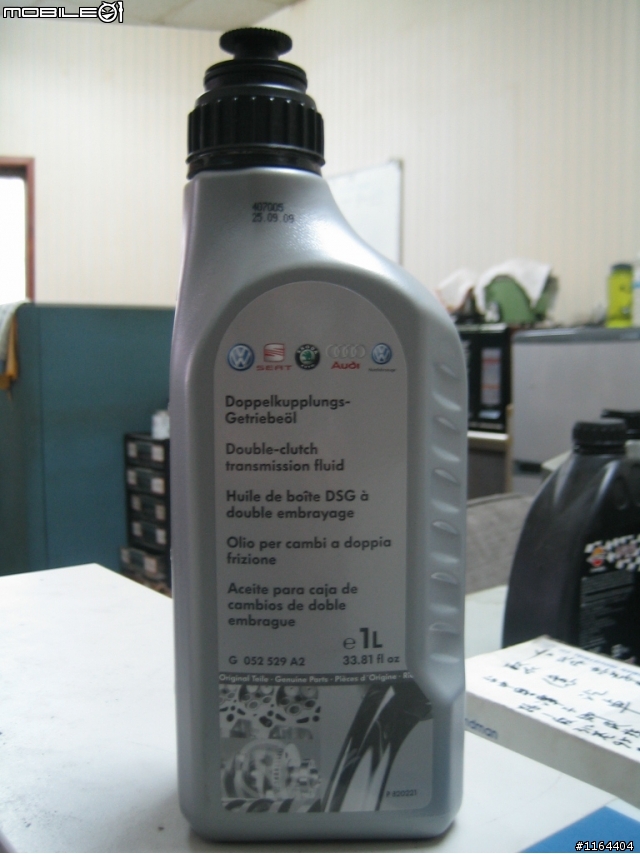 MOBILE01
407005
25.09.09
SEAT
Audi
Doppelkupplungs-
Getriebeöl
Double-clutch
transmission fluid
Huile de boîte DSG à
double embrayage
Olio per cambi a doppia
frizione
Aceite para caja de
cambios de doble
embrague
e 1L
G 052 529 A2 33.81 fl oz
Original Teile · Genuine Parts · Pièces d'Origine ·
#1164404